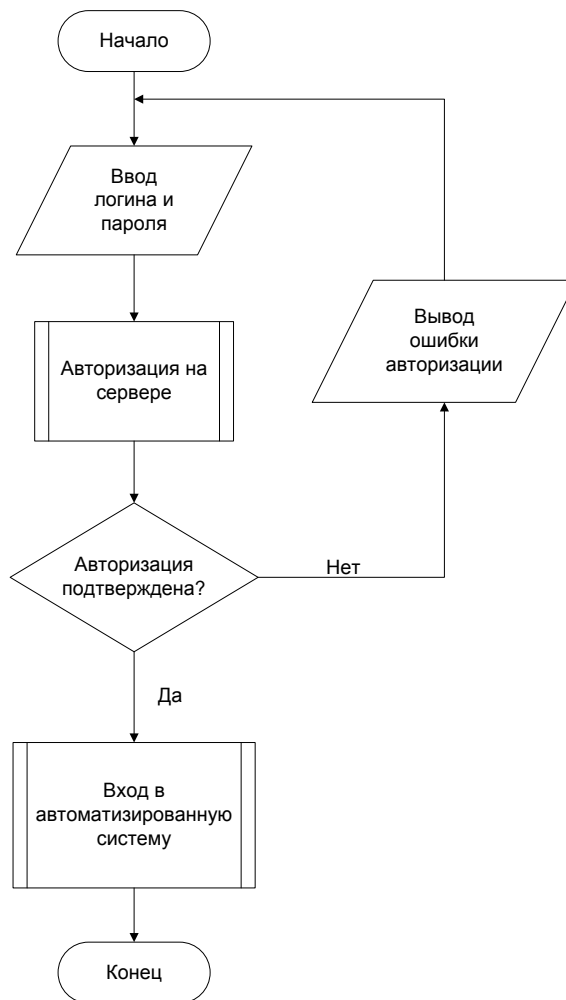 Начало
Ввод
логина и
пароля
Вывод
ошибки
авторизации
Авторизация на
сервере
Авторизация
подтверждена?
Нет
Да
Вход в
автоматизированную
систему
Конец